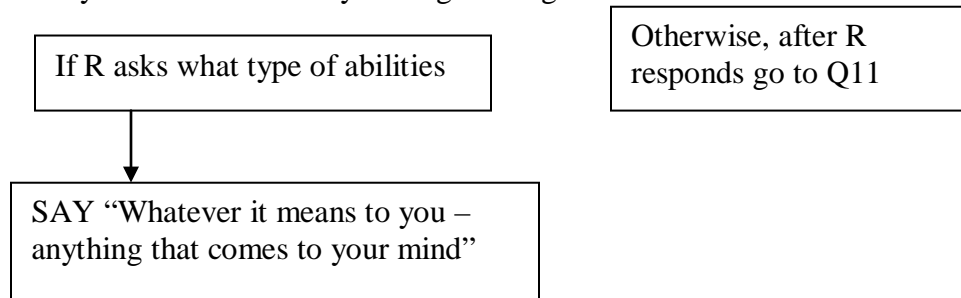 If R asks what type of abilities
Otherwise, after R
responds go to Q11
SAY “Whatever it means to you –
anything that comes to your mind”